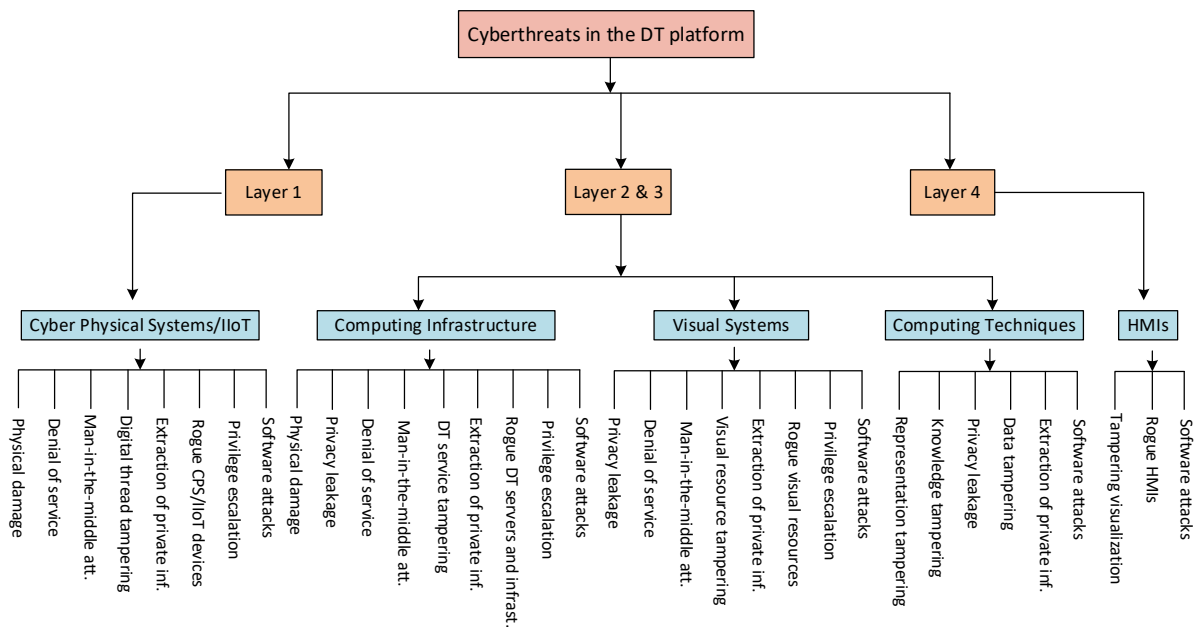 Cyberthreats in the DT platform
Layer 1
Layer 2 & 3
Layer 4
Cyber Physical Systems/IIoT
Computing Infrastructure
Visual Systems
Computing Techniques
HMIs
Physical damage
Denial of service
Man-in-the-middle att.
Digital thread tampering
Extraction of private inf.
Rogue CPS/IIoT devices
Privilege escalation
Software attacks
Physical damage
Privacy leakage
Denial of service
Man-in-the-middle att.
DT service tampering
Extraction of private inf.
Rogue DT servers and infrast.
Privilege escalation
Software attacks
Privacy leakage
Denial of service
Man-in-the-middle att.
Visual resource tampering
Extraction of private inf.
Rogue visual resources
Privilege escalation
Software attacks
Representation tampering
Knowledge tampering
Privacy leakage
Data tampering
Extraction of private inf.
Software attacks
Tampering visualization
Rogue HMIs
Software attacks